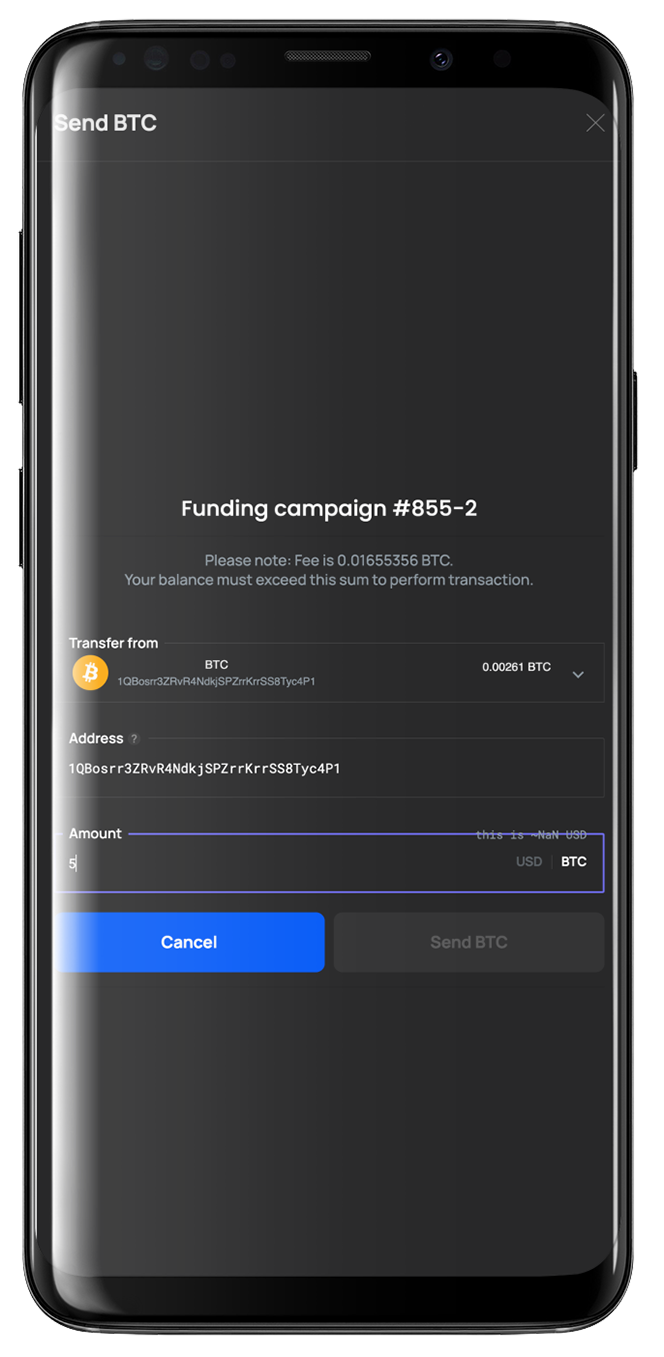 Send BTC
Funding campaign #855-2
Please note: Fee is 0.01655356 BTC.
Your balance must exceed this sum to perform transaction.
Transfer from
BTC
0.00261 BTC
1QBosrr3ZRvR4NdkjSPZrrKrrSS8Tyc4P1
Address ?
1QBosrr3ZRvR4NdkjSPZrrKrrSS8Tyc4P1
Amount
this is ~NaN USD
5
USD | BTC
Cancel
Send BTC